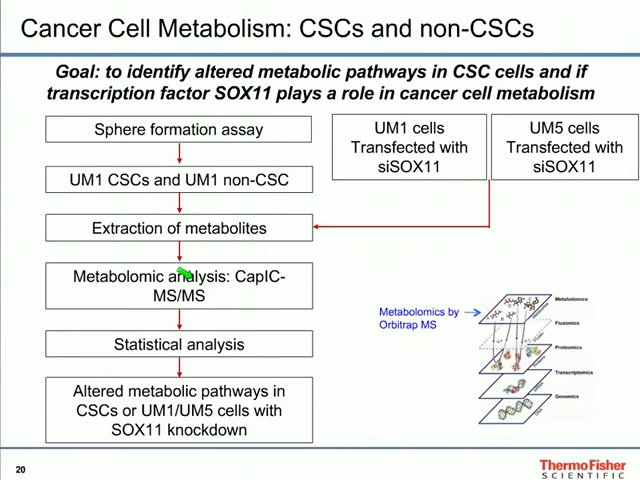 Cancer Cell Metabolism: CSCs and non-CSCs
Goal: to identify altered metabolic pathways in CSC cells and if
transcription factor SOX11 plays a role in cancer cell metabolism
Sphere formation assay
UM1 CSCs and UM1 non-CSC
Extraction of metabolites
Metabolomic analysis: CapIC-
MS/MS
Statistical analysis
Altered metabolic pathways in
CSCs or UM1/UM5 cells with
SOX11 knockdown
UM1 cells
Transfected with
siSOX11
UM5 cells
Transfected with
siSOX11
Metabolomics by
Orbitrap MS
Metabolomics
Fluxomics
Proteomics
Transcriptomics
Genomics
20
ThermoFisher
SCIENTIFIC